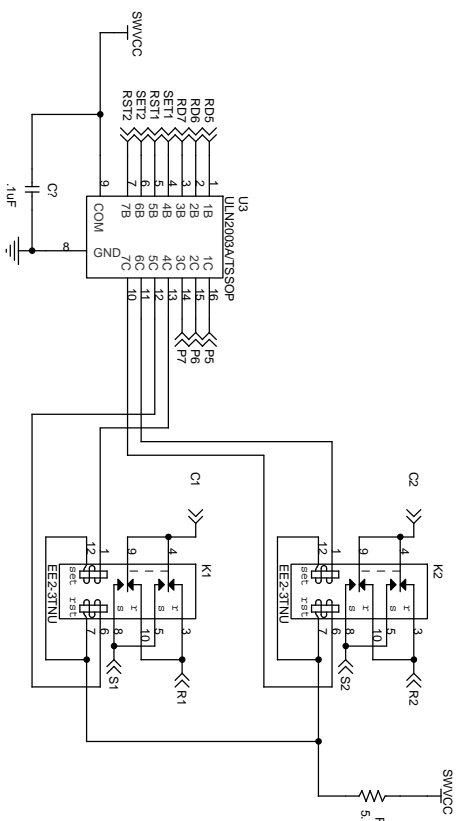 SWVCC
RD5
RD6
RD7
SET1
RST1
SET2
RST2
1
2
3
4
5
6
7
9
8
C?
.1uF
U3
ULN2003A/TSSOP
1B
2B
3B
4B
5B
6B
7B
COM
GND
1C
2C
3C
4C
5C
6C
7C
16
15
14
13
12
11
10
P5
P6
P7
C1
K1
9
4
12
1
set
rst
s
r
s
r
EE2-3TNU
7
6
8
10
5
3
S1
R1
C2
K2
9
4
12
1
set
rst
s
r
s
r
EE2-3TNU
7
6
8
10
5
3
S2
R2
SWVCC
5.